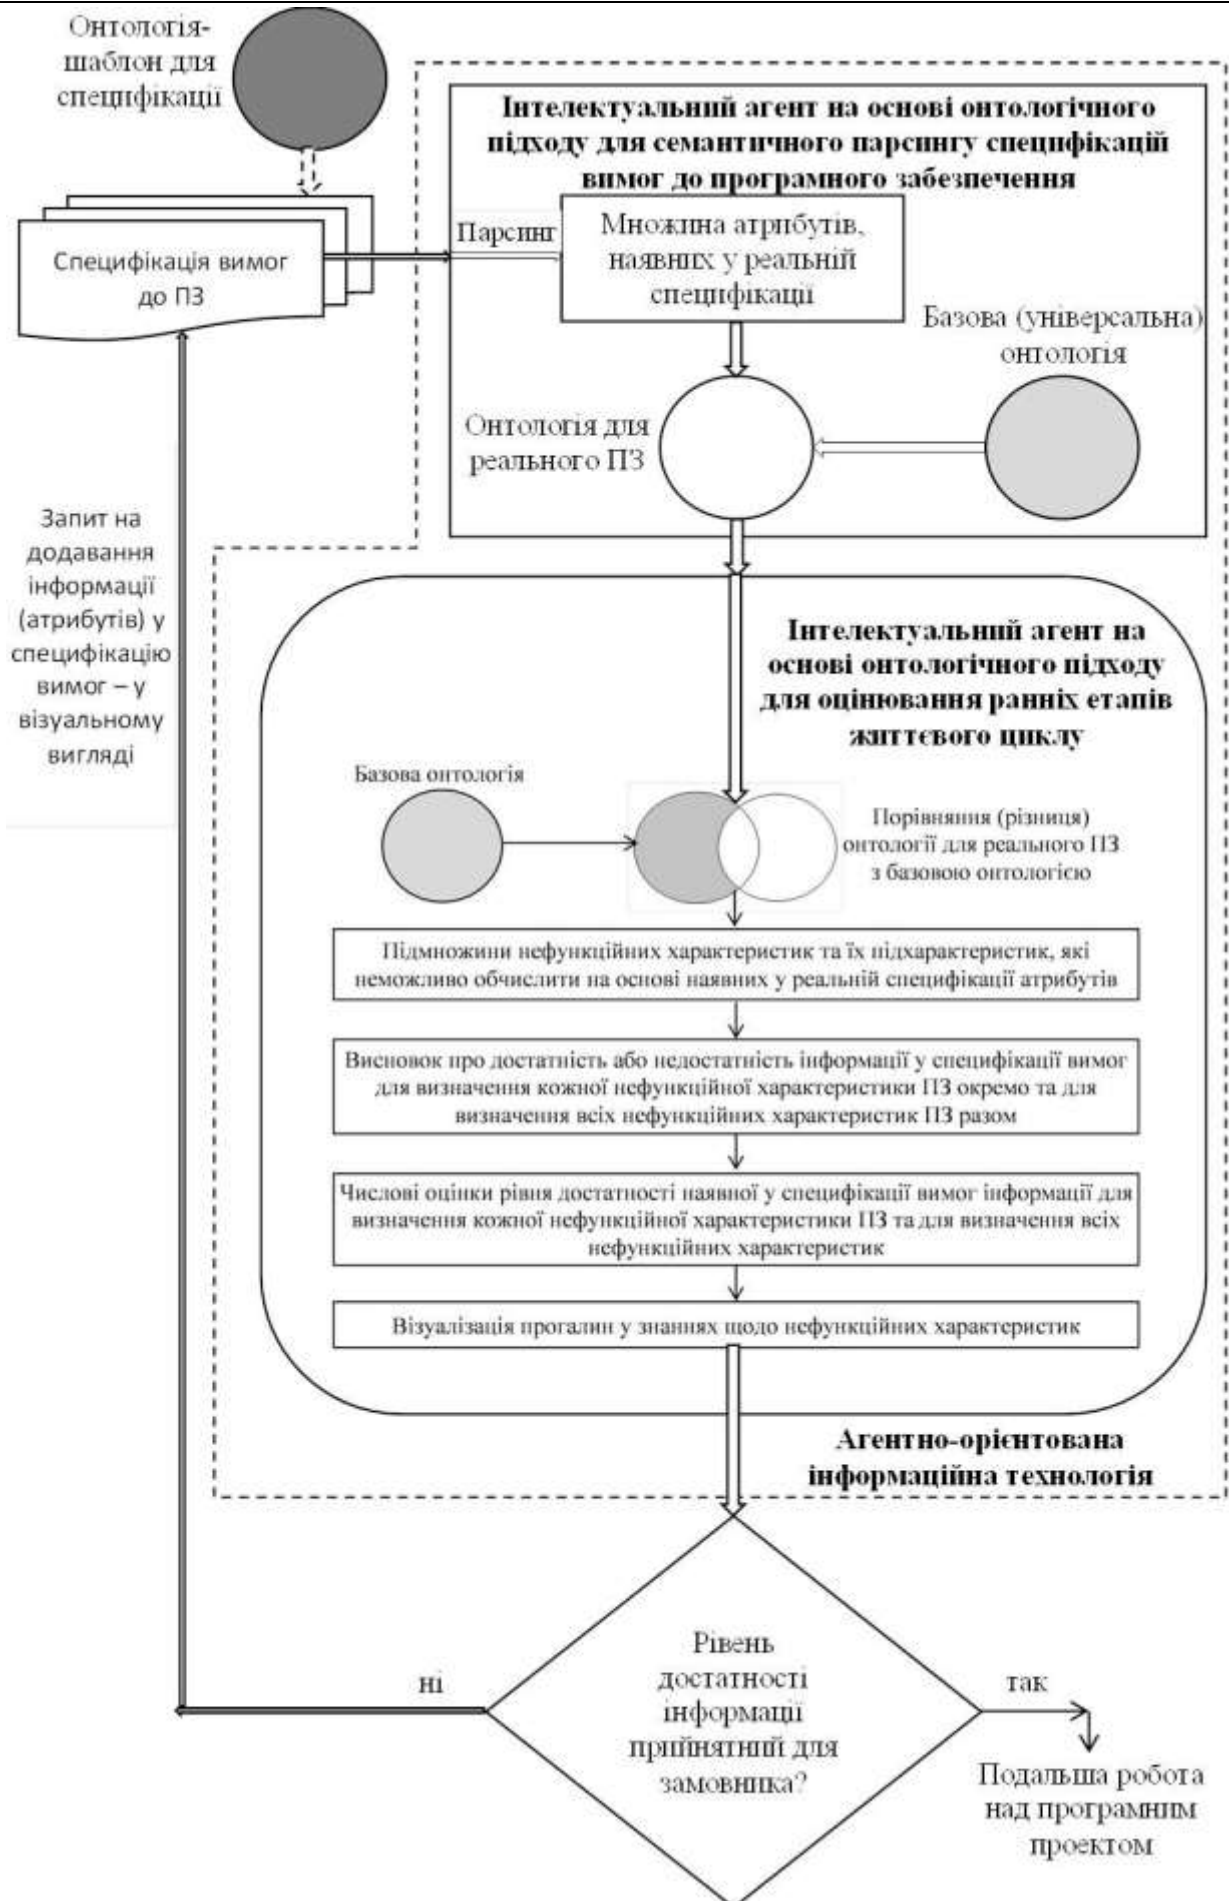 Онтологія-
шаблон для
специфікації
Інтелектуальний агент на основі онтологічного
підходу для семантичного парсингу специфікацій
вимог до програмного забезпечення
Специфікація вимог
до ПЗ
Парсинг
Множина атрибутів,
наявних у реальній
специфікації
Базова (універсальна)
онтологія
Онтологія для
реального ПЗ
Запит на
додавання
інформації
(атрибутів) у
специфікацію
вимог – у
візуальному
вигляді
Інтелектуальний агент на
основі онтологічного підходу
для оцінювання ранніх етапів
життєвого циклу
Базова онтологія
Порівняння (різниця)
онтології для реального ПЗ
з базовою онтологією
Підмножини нефункційних характеристик та їх підхарактеристик, які
неможливо обчислити на основі наявних у реальній специфікації атрибутів
Висновок про достатність або недостатність інформації у специфікації вимог
для визначення кожної нефункційної характеристики ПЗ окремо та для
визначення всіх нефункційних характеристик ПЗ разом
Числові оцінки рівня достатності наявної у специфікації вимог інформації для
визначення кожної нефункційної характеристики ПЗ та для визначення всіх
нефункційних характеристик
Візуалізація прогалин у знаннях щодо нефункційних характеристик
Агентно-орієнтована
інформаційна технологія
Рівень
достатності
інформації
прийнятний для
замовника?
ні
так
Подальша робота
над програмним
проектом